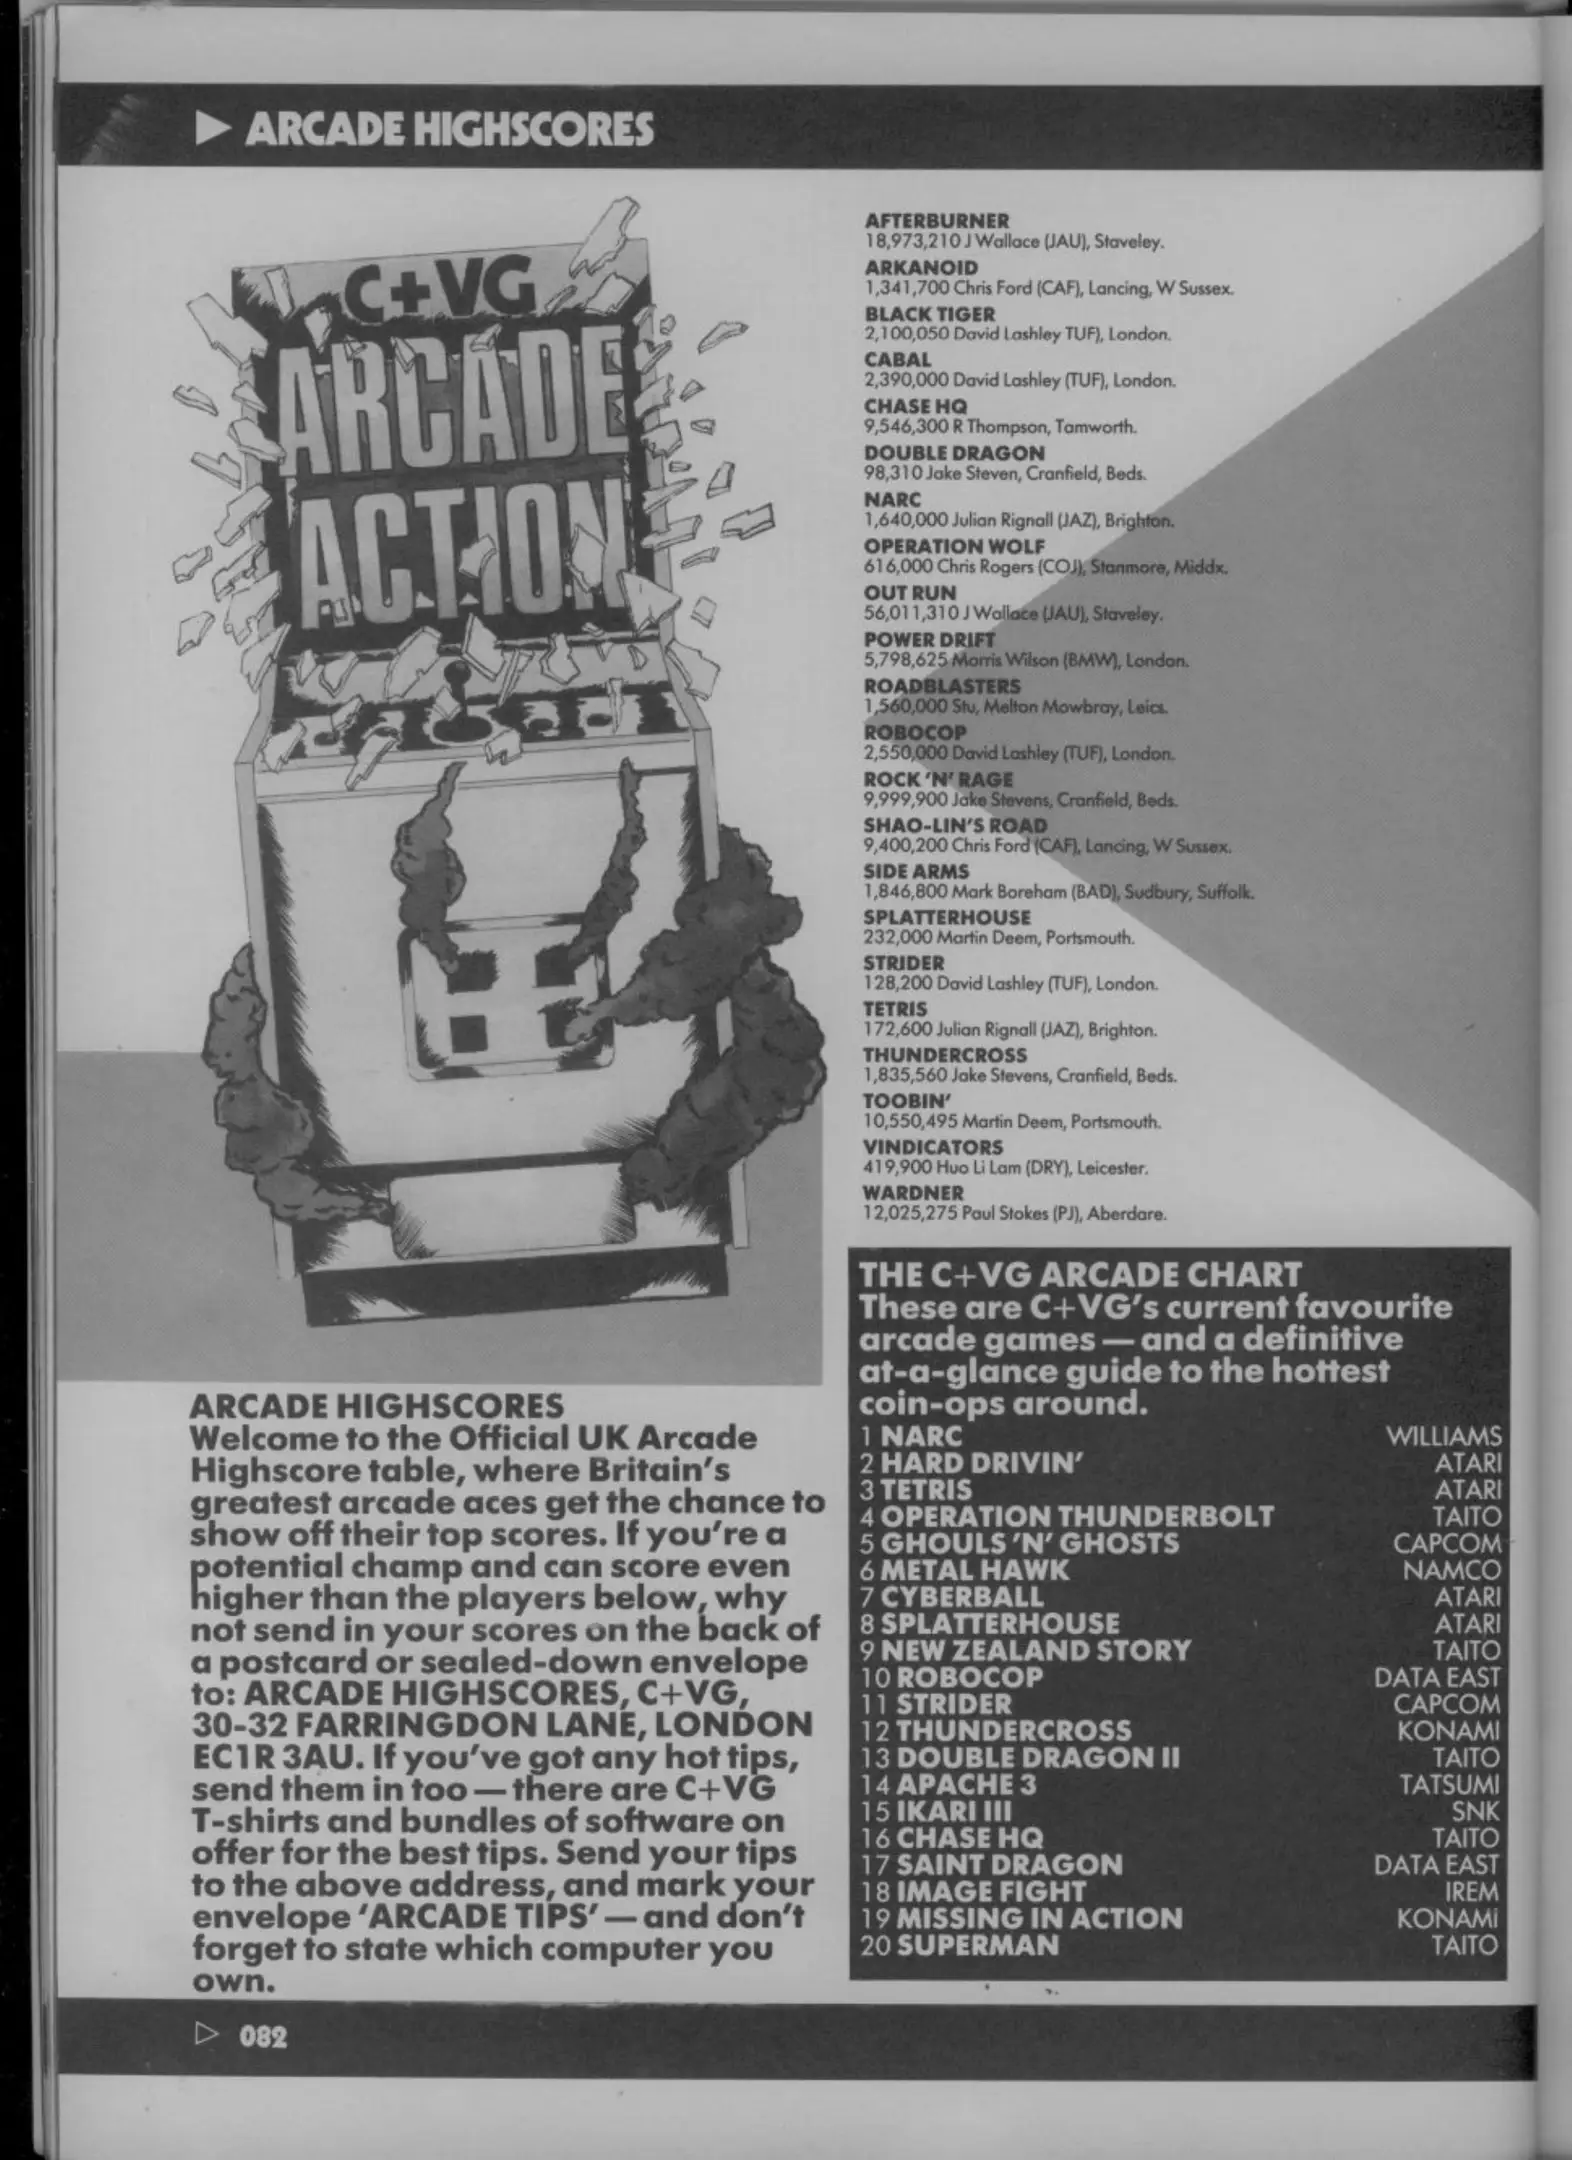 ▶ ARCADE HIGHSCORES
C+VG
ARCADE
ACTION
ARCADE HIGHSCORES
Welcome to the Official UK Arcade
Highscore table, where Britain's
greatest arcade aces get the chance to
show off their top scores. If you're a
potential champ and can score even
higher than the players below, why
not send in your scores on the back of
a postcard or sealed-down envelope
to: ARCADE HIGHSCORES, C+VG,
30-32 FARRINGDON LANE, LONDON
EC1R 3AU. If you've got any hot tips,
send them in too — there are C+VG
T-shirts and bundles of software on
offer for the best tips. Send your tips
to the above address, and mark your
envelope 'ARCADE TIPS' — and don't
forget to state which computer you
own.
AFTERBURNER
18,973,210 J Wallace (JAU), Staveley.
ARKANOID
1,341,700 Chris Ford (CAF), Lancing, W Sussex.
BLACK TIGER
2,100,050 David Lashley TUF), London.
CABAL
2,390,000 David Lashley (TUF), London.
CHASE HQ
9,546,300 R Thompson, Tamworth.
DOUBLE DRAGON
98,310 Jake Steven, Cranfield, Beds.
NARC
1,640,000 Julian Rignall (JAZ), Brighton.
OPERATION WOLF
616,000 Chris Rogers (COJ), Stanmore, Middx.
OUT RUN
56,011,310 J Wallace (JAU), Staveley.
POWER DRIFT
5,798,625 Morris Wilson (BMW), London.
ROADBLASTERS
1,560,000 Stu, Melton Mowbray, Leics.
ROBOCOP
2,550,000 David Lashley (TUF), London.
ROCK 'N' RAGE
9,999,900 Jake Stevens, Cranfield, Beds.
SHAO-LIN'S ROAD
9,400,200 Chris Ford (CAF), Lancing, W Sussex.
SIDE ARMS
1,846,800 Mark Boreham (BAD), Sudbury, Suffolk.
SPLATTERHOUSE
232,000 Martin Deem, Portsmouth.
STRIDER
128,200 David Lashley (TUF), London.
TETRIS
172,600 Julian Rignall (JAZ), Brighton.
THUNDERCROSS
1,835,560 Jake Stevens, Cranfield, Beds.
TOOBIN'
10,550,495 Martin Deem, Portsmouth.
VINDICATORS
419,900 Huo Li Lam (DRY), Leicester.
WARDNER
12,025,275 Paul Stokes (PJ), Aberdare.
THE C+VG ARCADE CHART
These are C+VG's current favourite
arcade games — and a definitive
at-a-glance guide to the hottest
coin-ops around.
1 NARC WILLIAMS
2 HARD DRIVIN' ATARI
3 TETRIS ATARI
4 OPERATION THUNDERBOLT TAITO
5 GHOULS 'N' GHOSTS CAPCOM
6 METAL HAWK NAMCO
7 CYBERBALL ATARI
8 SPLATTERHOUSE ATARI
9 NEW ZEALAND STORY TAITO
10 ROBOCOP DATA EAST
11 STRIDER CAPCOM
12 THUNDERCROSS KONAMI
13 DOUBLE DRAGON II TAITO
14 APACHE 3 TATSUMI
15 IKARI III SNK
16 CHASE HQ TAITO
17 SAINT DRAGON DATA EAST
18 IMAGE FIGHT IREM
19 MISSING IN ACTION KONAMI
20 SUPERMAN TAITO
▷ 082